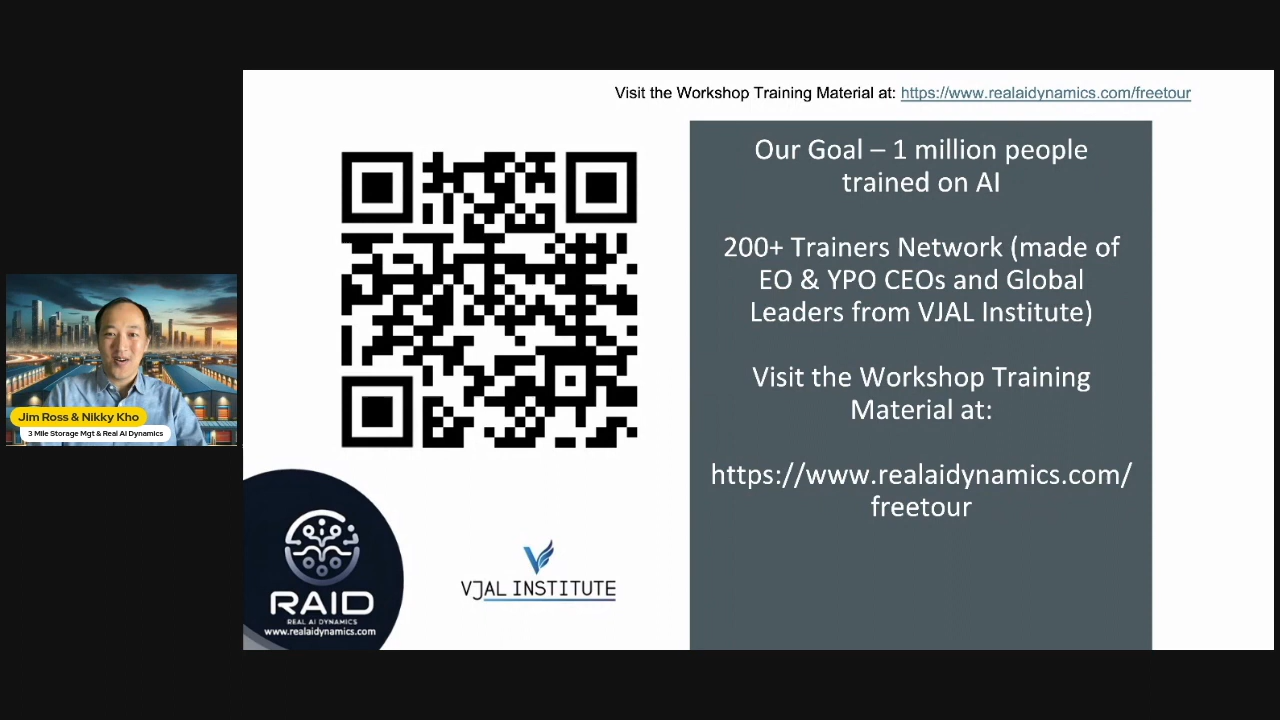 Visit the Workshop Training Material at: https://www.realaidynamics.com/freetour
Our Goal – 1 million people
trained on AI
200+ Trainers Network (made of
EO & YPO CEOs and Global
Leaders from VJAL Institute)
Visit the Workshop Training
Material at:
https://www.realaidynamics.com/
freetour
Jim Ross & Nikky Kho
3 Mile Storage Mgt & Real AI Dynamics
RAID
REAL AI DYNAMICS
www.realaidynamics.com
VJAL INSTITUTE